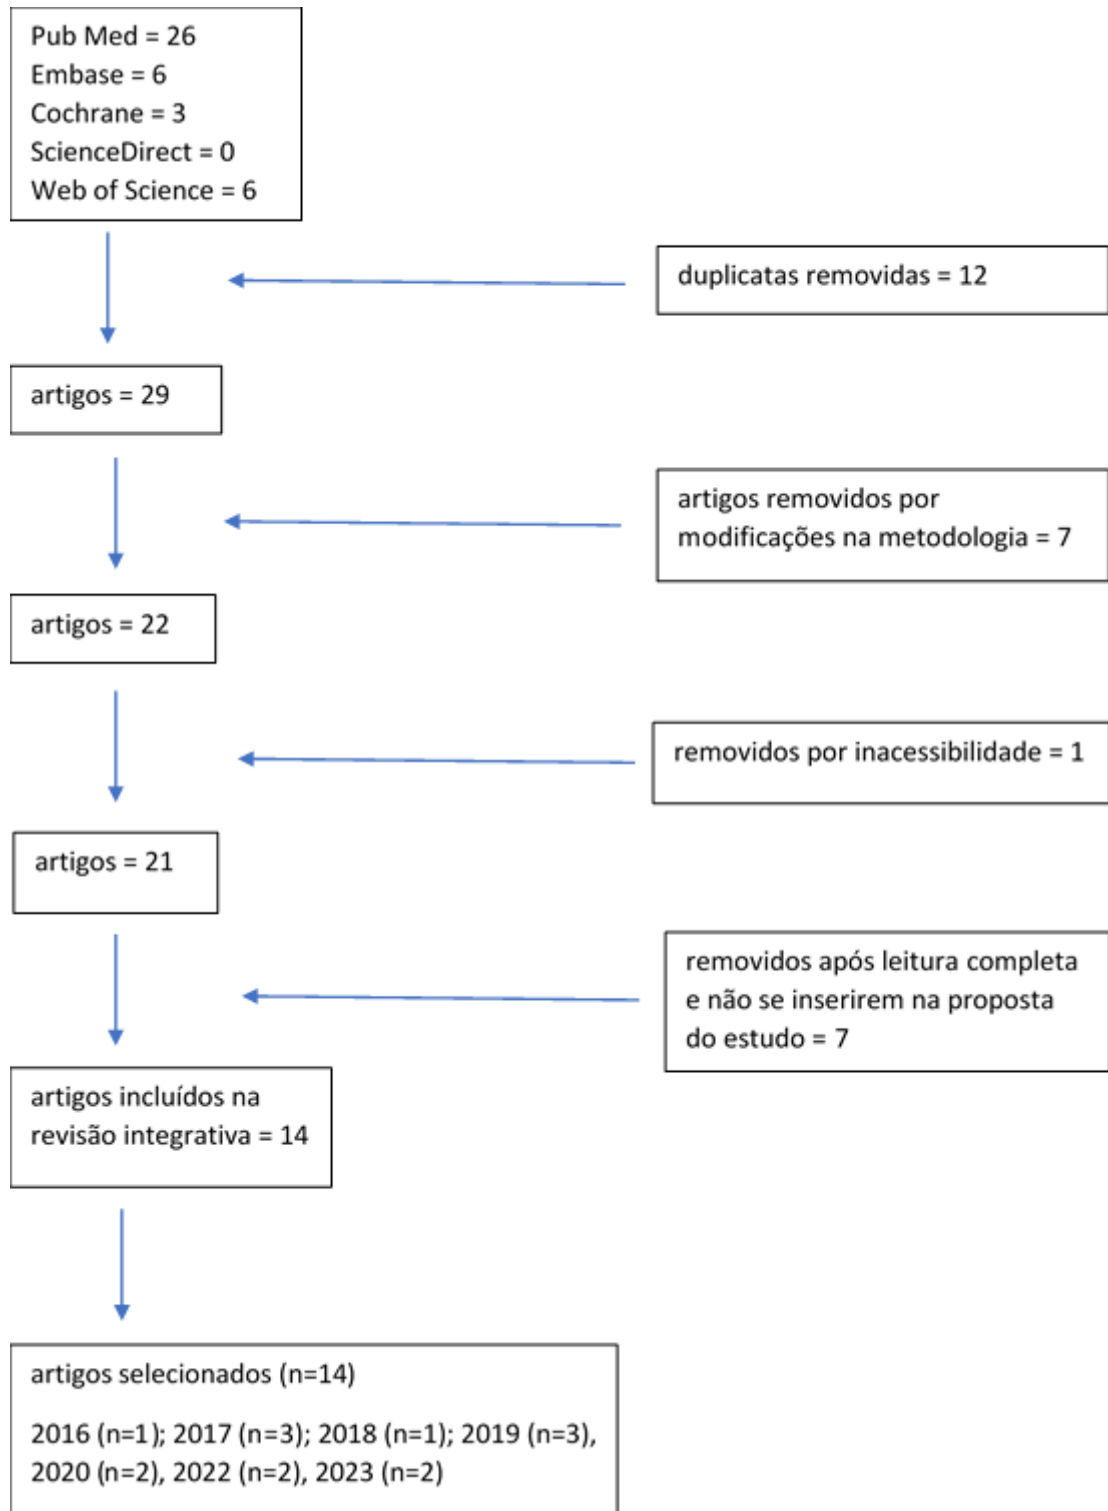 Pub Med = 26
Embase = 6
Cochrane = 3
ScienceDirect = 0
Web of Science = 6
duplicatas removidas = 12
artigos = 29
artigos removidos por
modificações na metodologia = 7
artigos = 22
removidos por inacessibilidade = 1
artigos = 21
removidos após leitura completa
e não se inserirem na proposta
do estudo = 7
artigos incluídos na
revisão integrativa = 14
artigos selecionados (n=14)
2016 (n=1); 2017 (n=3); 2018 (n=1); 2019 (n=3),
2020 (n=2), 2022 (n=2), 2023 (n=2)